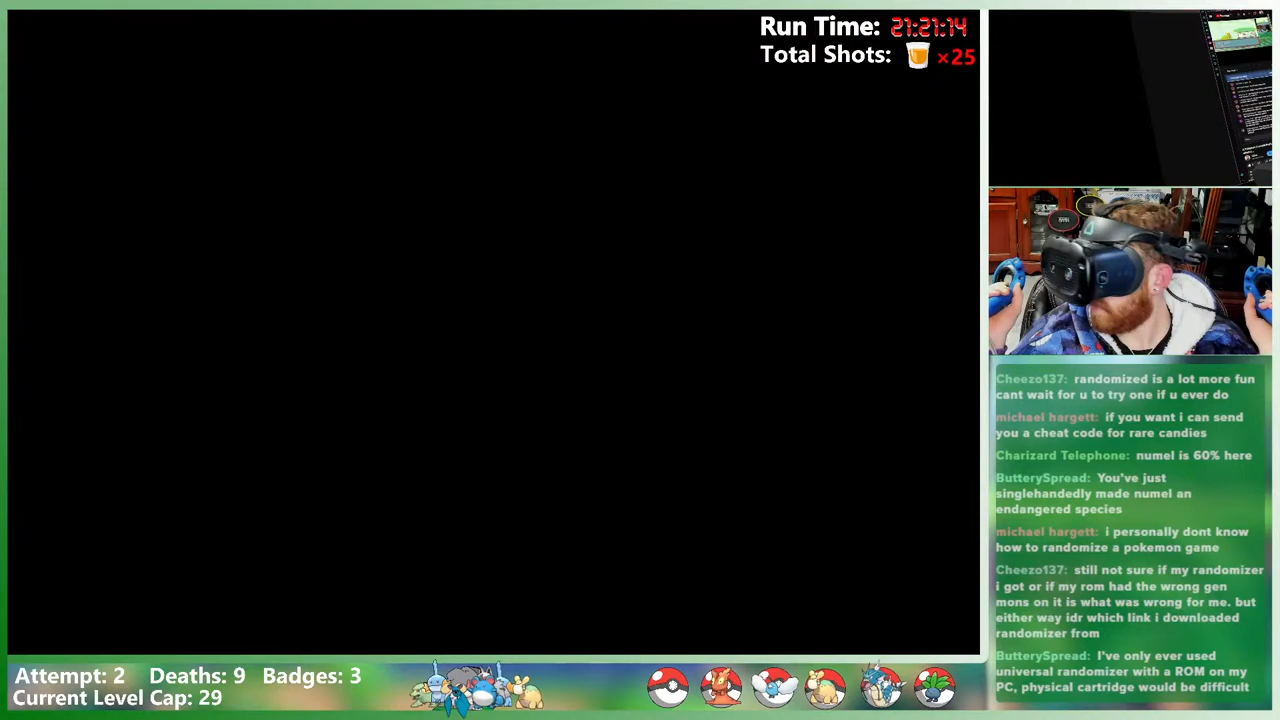 Run Time: 21:21:14
Total Shots: ×25
Cheezo137: randomized is a lot more fun
cant wait for u to try one if u ever do
michael hargett: if you want i can send
you a cheat code for rare candies
Charizard Telephone: numel is 60% here
ButterySpread: You've just
singlehandedly made numel an
endangered species
michael hargett: i personally dont know
how to randomize a pokemon game
Cheezo137: still not sure if my randomizer
i got or if my rom had the wrong gen
mons on it is what was wrong for me. but
either way idr which link i downloaded
randomizer from
ButterySpread: I've only ever used
universal randomizer with a ROM on my
PC, physical cartridge would be difficult
Attempt: 2 Deaths: 9 Badges: 3
Current Level Cap: 29